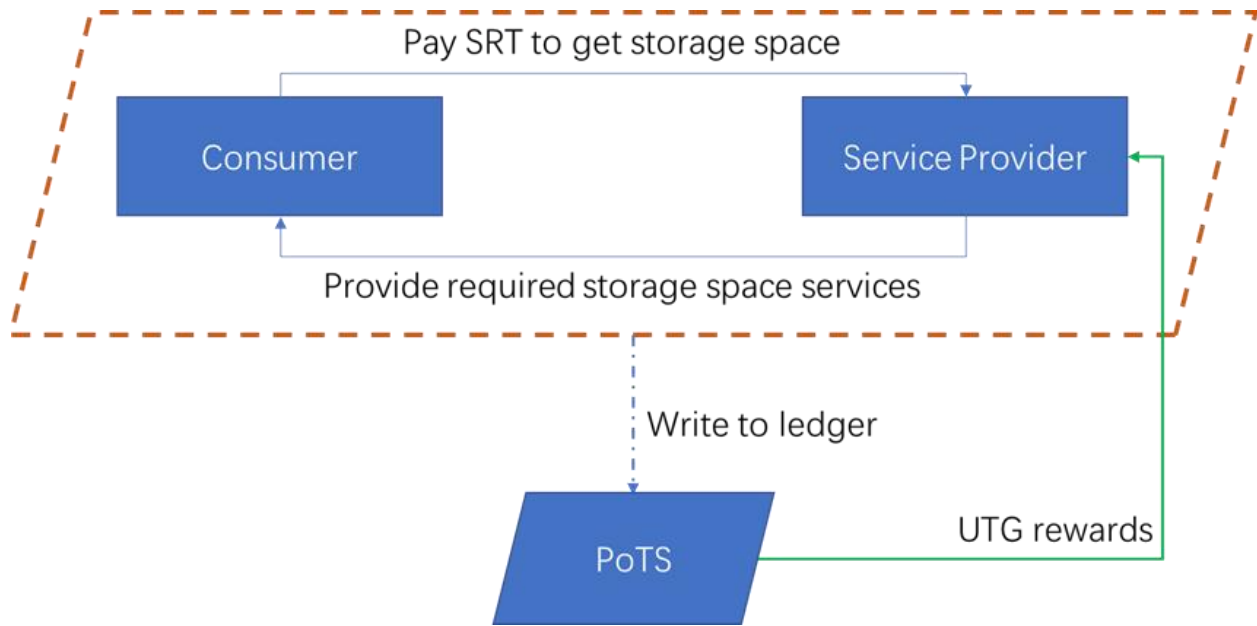 Pay SRT to get storage space
Consumer
Service Provider
Provide required storage space services
Write to ledger
UTG rewards
PoTS